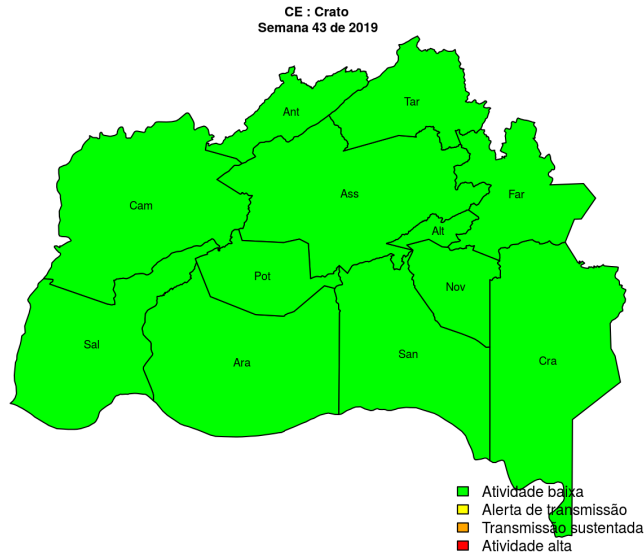 CE : Crato
Semana 43 de 2019
Tar
Ant
Ass
Far
Cam
Alt
Pot
Nov
Sal
San
Ara
Cra
Atividade baixa
Alerta de transmissão
Transmissão sustentada
Atividade alta